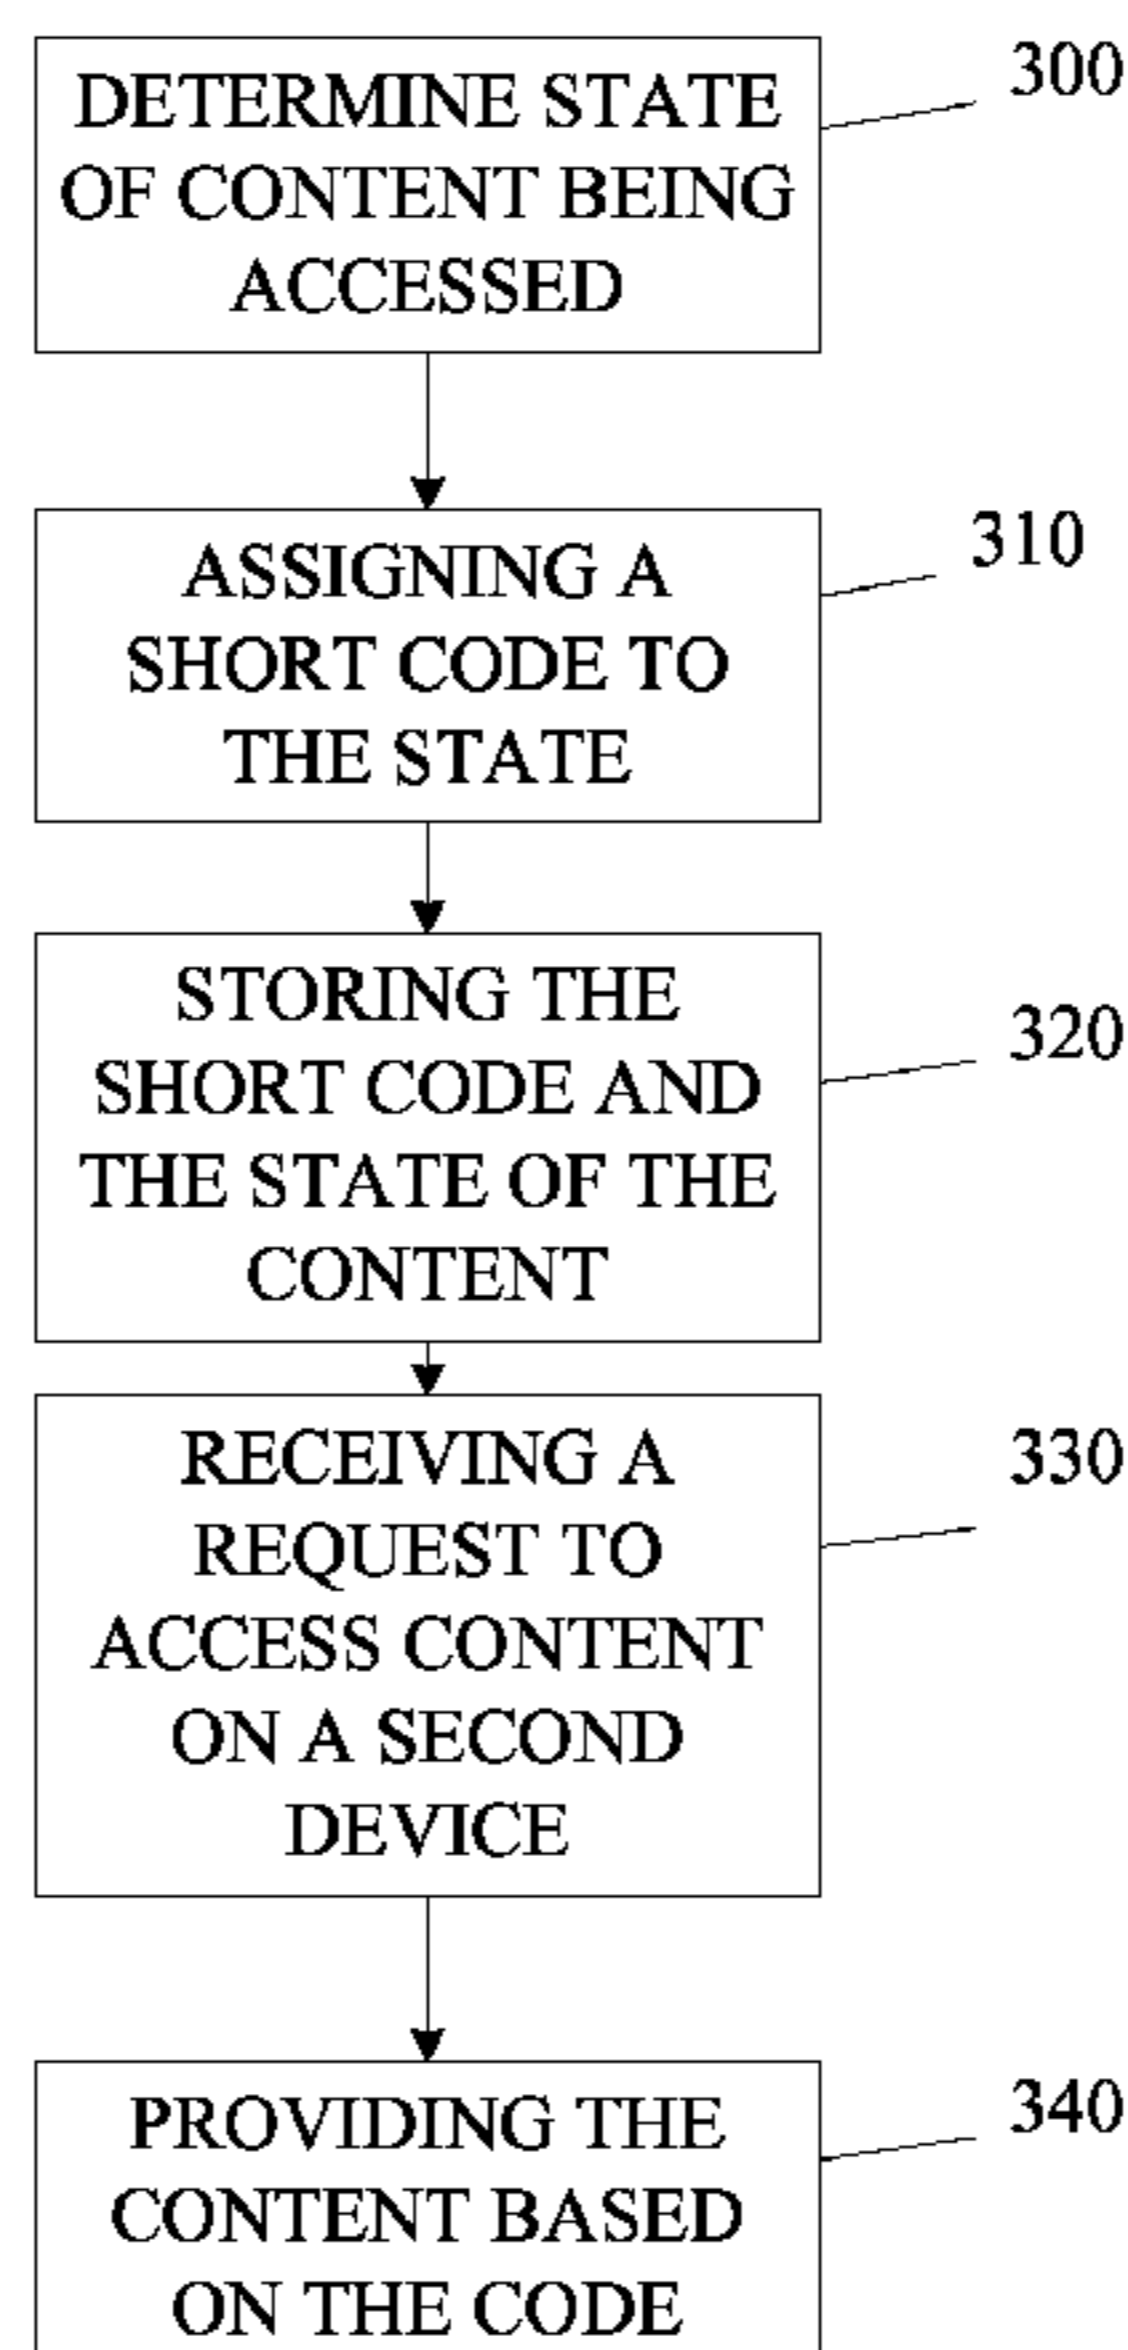 DETERMINE STATE
OF CONTENT BEING
ACCESSED
300
ASSIGNING A
SHORT CODE TO
THE STATE
310
STORING THE
SHORT CODE AND
THE STATE OF THE
CONTENT
320
RECEIVING A
REQUEST TO
ACCESS CONTENT
ON A SECOND
DEVICE
330
PROVIDING THE
CONTENT BASED
ON THE CODE
340